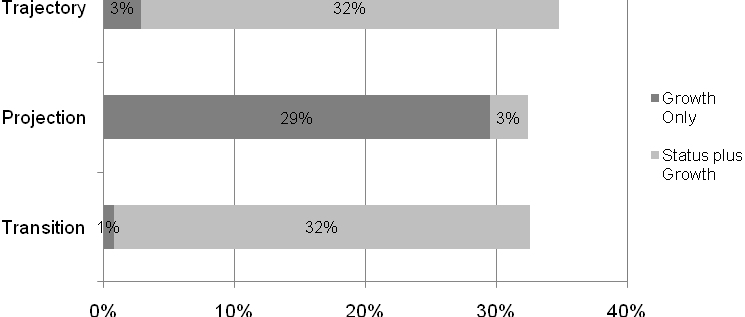 Trajectory 3% 32%
Projection 29% 3%
Growth
Only
Status plus
Growth
Transition 1% 32%
0% 10% 20% 30% 40%